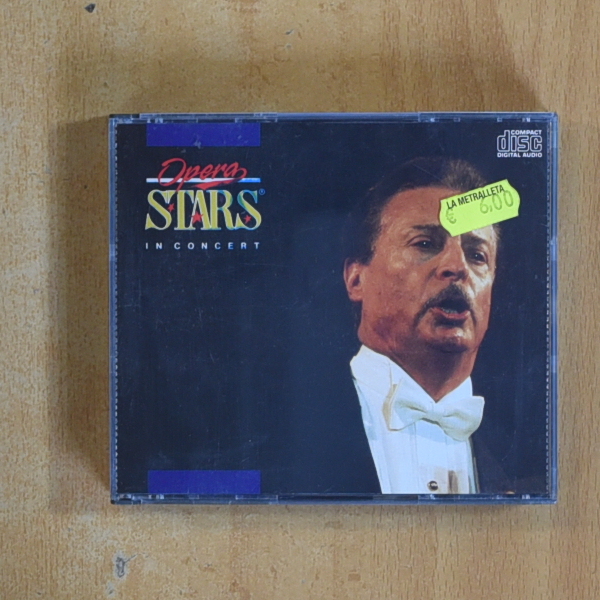 COMPACT
disc
DIGITAL AUDIO
Opera
STARS®
IN CONCERT
LA METRALLETA
€ 6,00